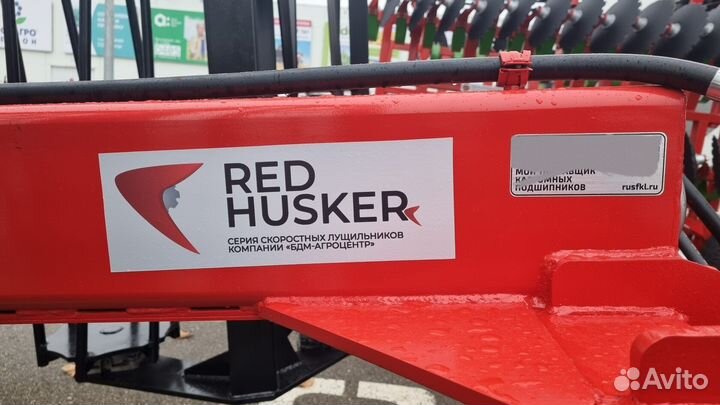 RED
HUSKER
СЕРИЯ СКОРОСТНЫХ ЛУЩИЛЬНИКОВ
КОМПАНИИ «БДМ-АГРОЦЕНТР»
ПОДШИПНИКОВ
rusfkl.ru
Avito